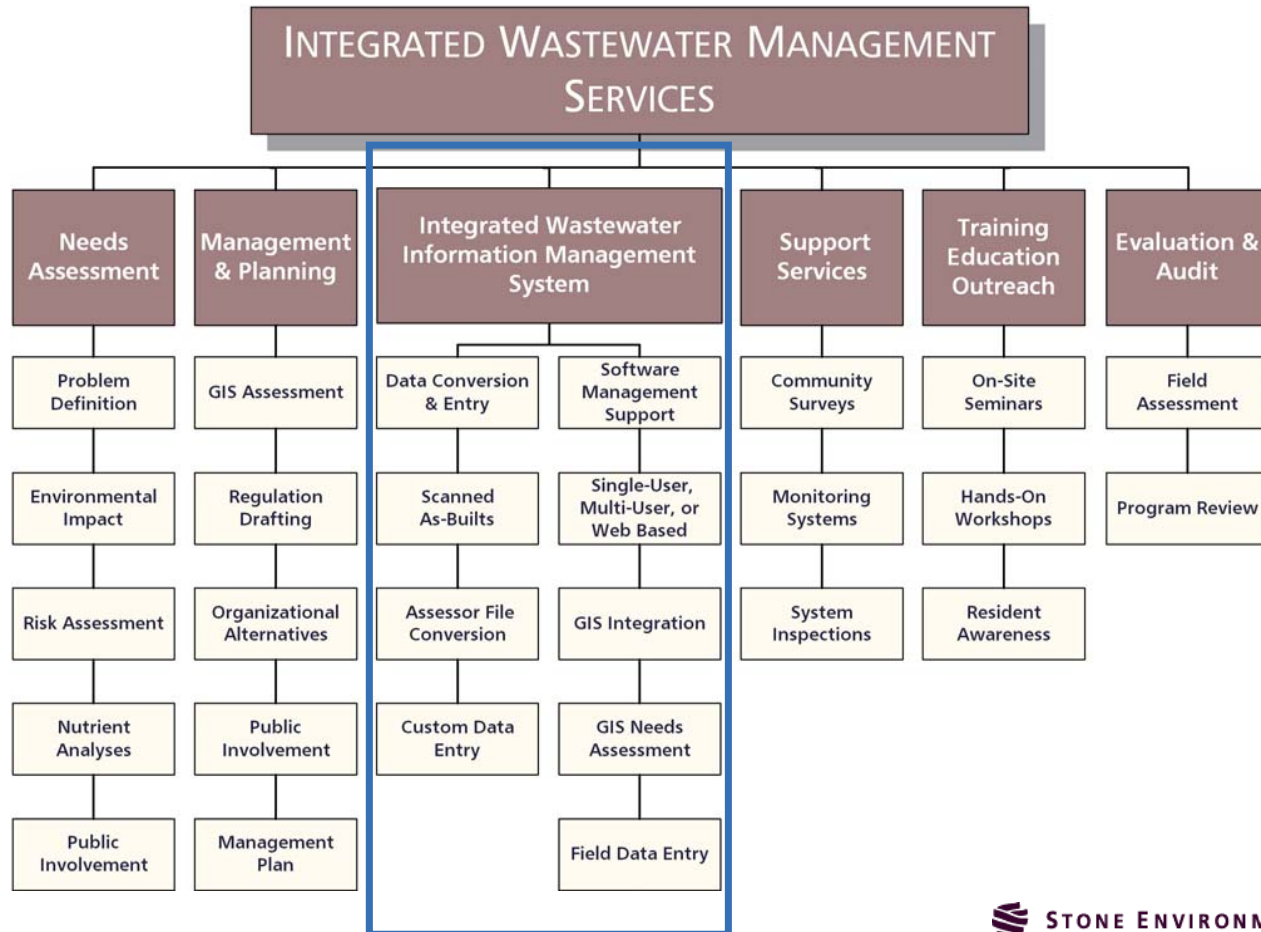 INTEGRATED WASTEWATER MANAGEMENT
SERVICES
Needs
Assessment
Management
& Planning
Integrated Wastewater
Information Management
System
Support
Services
Training
Education
Outreach
Evaluation &
Audit
Problem
Definition
Environmental
Impact
Risk Assessment
Nutrient
Analyses
Public
Involvement
GIS Assessment
Regulation
Drafting
Organizational
Alternatives
Public
Involvement
Management
Plan
Data Conversion
& Entry
Scanned
As-Builts
Assessor File
Conversion
Custom Data
Entry
Software
Management
Support
Single-User,
Multi-User, or
Web Based
GIS Integration
GIS Needs
Assessment
Field Data Entry
Community
Surveys
Monitoring
Systems
System
Inspections
On-Site
Seminars
Hands-On
Workshops
Resident
Awareness
Field
Assessment
Program Review
STONE